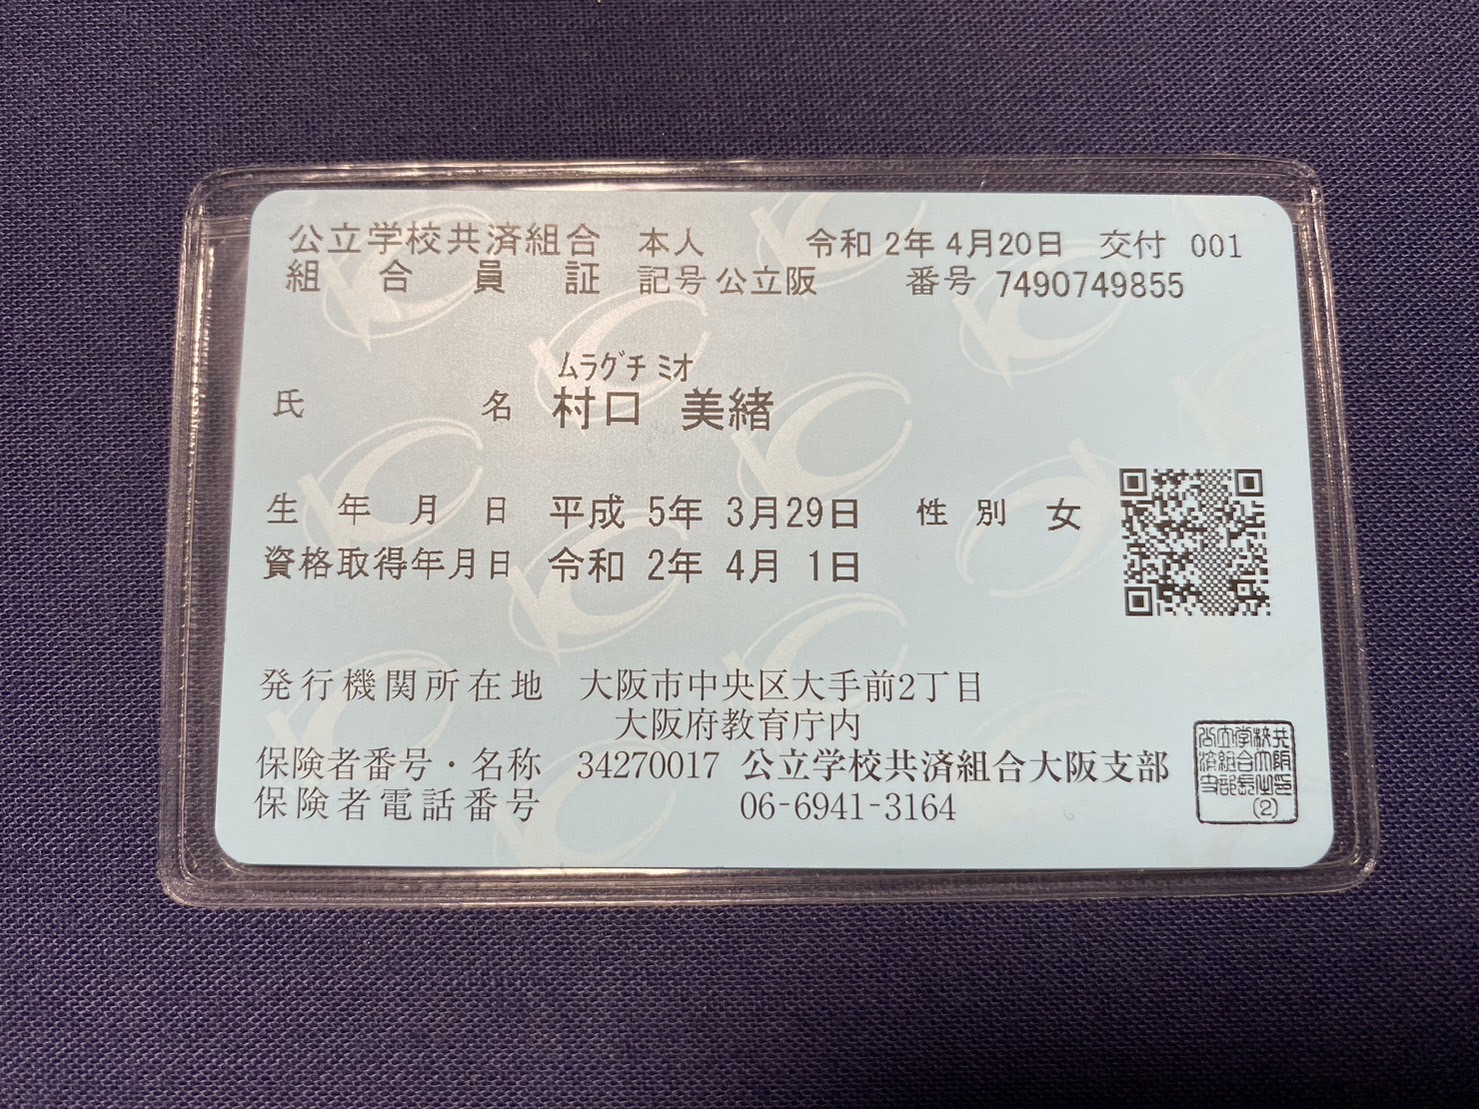 公立学校共済組合 本人 令和 2年 4月20日 交付 001
組合員証 記号 公立阪 番号 7490749855
ムラグチ ミオ
氏名 村口 美緒
生年月日 平成 5年 3月29日 性別 女
資格取得年月日 令和 2年 4月 1日
発行機関所在地 大阪市中央区大手前2丁目
大阪府教育庁内
保険者番号・名称 34270017 公立学校共済組合大阪支部
保険者電話番号 06-6941-3164
(2)